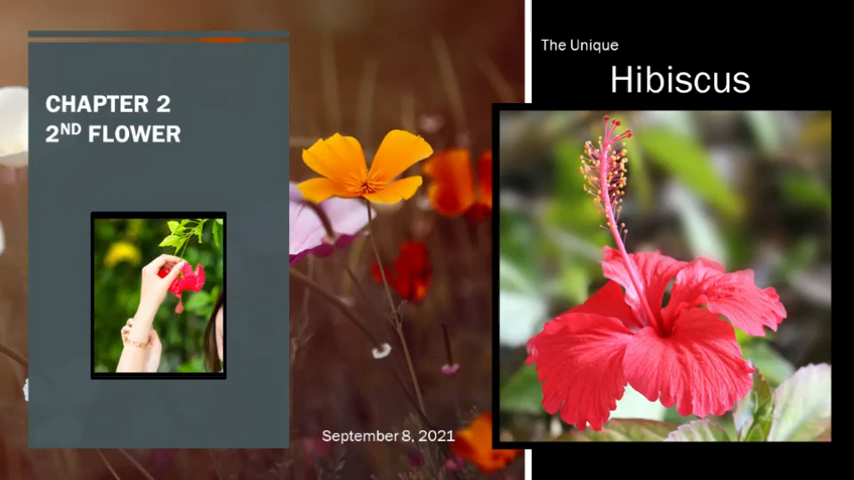 CHAPTER 2
2ND FLOWER
September 8, 2021
The Unique
Hibiscus